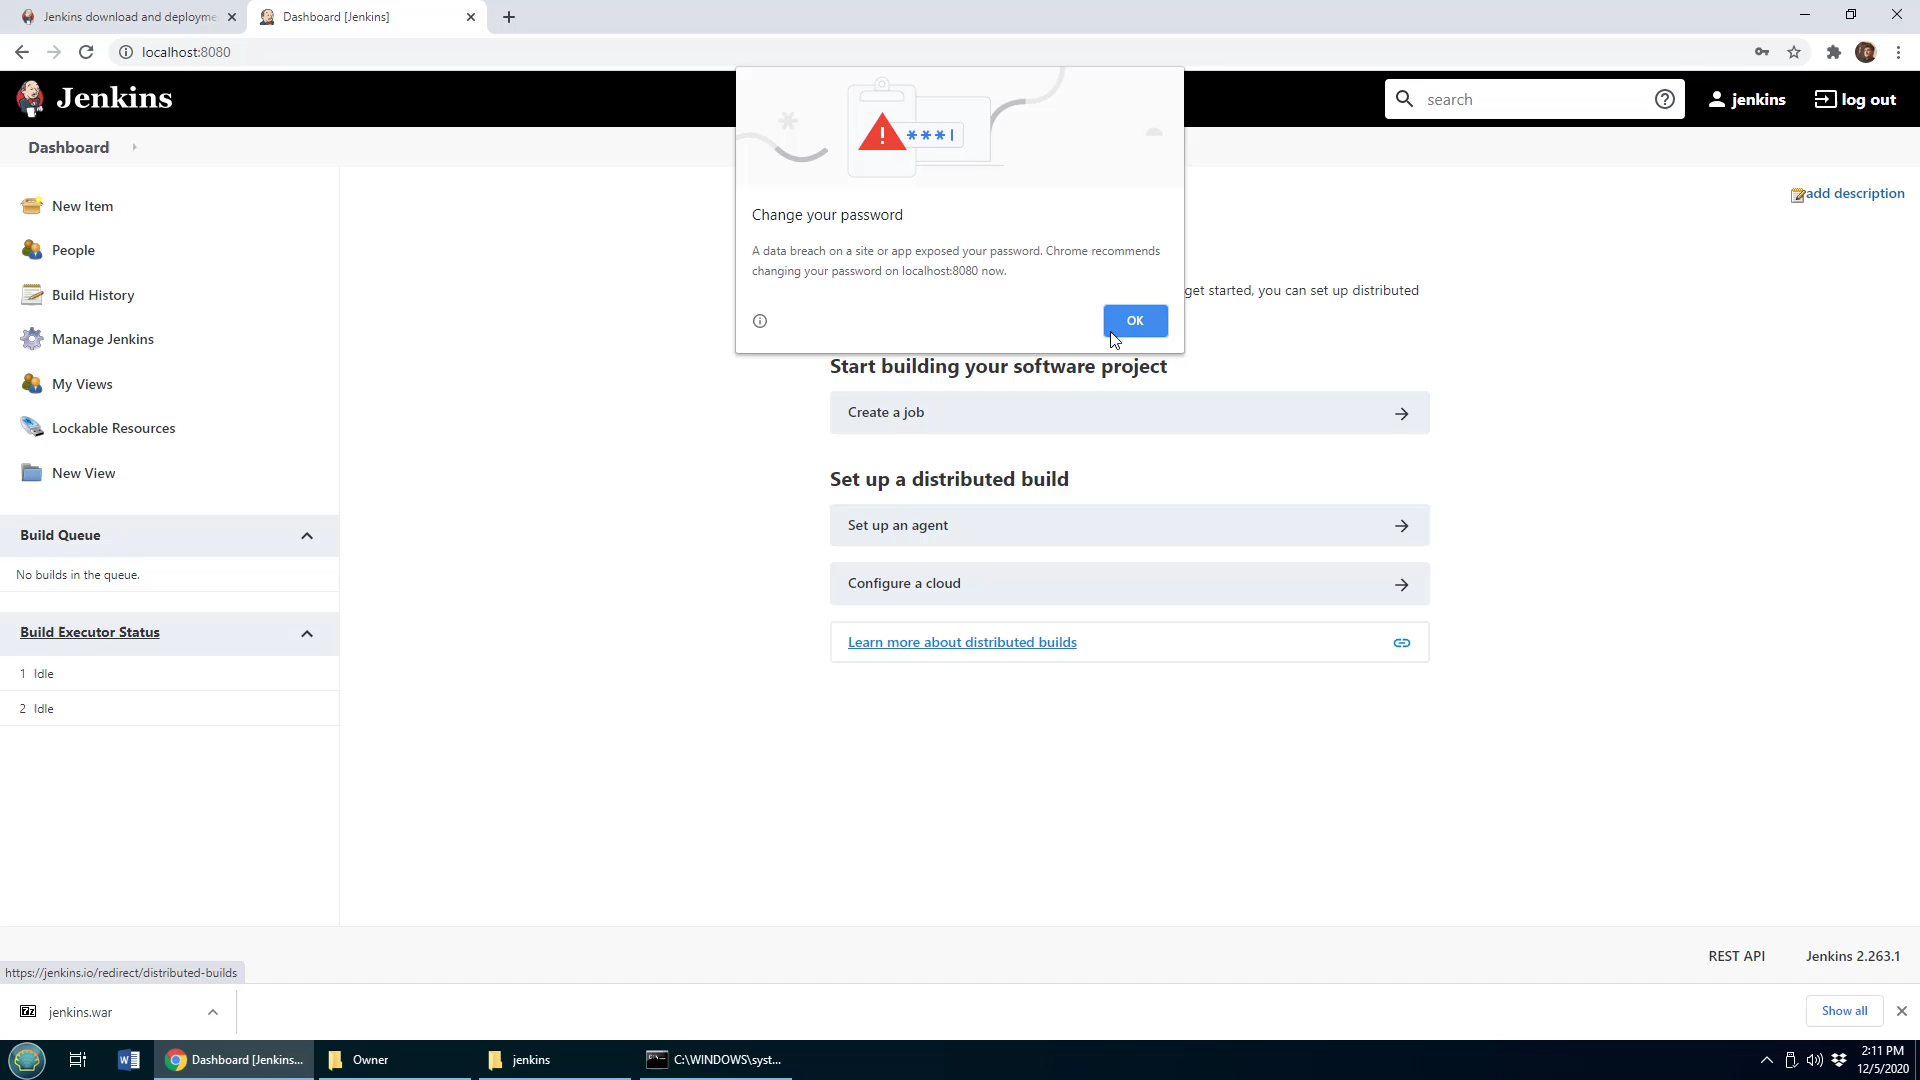 Jenkins download and deployme
Dashboard [Jenkins]
localhost:8080
Jenkins
search
jenkins
log out
Dashboard
New Item
People
Build History
Manage Jenkins
My Views
Lockable Resources
New View
Build Queue
No builds in the queue.
Build Executor Status
1 Idle
2 Idle
***
Change your password
A data breach on a site or app exposed your password. Chrome recommends
changing your password on localhost:8080 now.
OK
add description
get started, you can set up distributed
Start building your software project
Create a job
Set up a distributed build
Set up an agent
Configure a cloud
Learn more about distributed builds
REST API
Jenkins 2.263.1
https://jenkins.io/redirect/distributed-builds
7z
jenkins.war
Show all
W
Dashboard [Jenkins...
Owner
jenkins
C:\WINDOWS\syst...
2:11 PM
12/5/2020